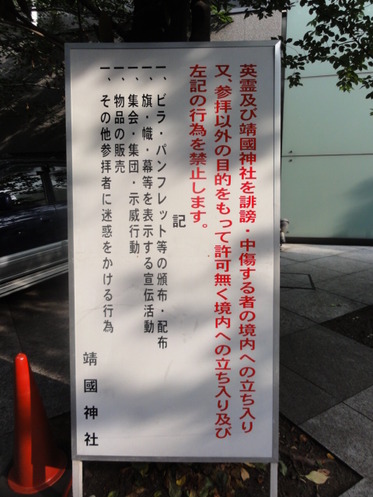 英霊及び靖國神社を誹謗・中傷する者の境内への立ち入り
又、参拝以外の目的をもって許可無く境内への立ち入り及び
左記の行為を禁止します。
記
一、ビラ・パンフレット等の頒布・配布
一、旗・幟・幕等を表示する宣伝活動
一、集会・集団・示威行動
一、物品の販売
一、その他参拝者に迷惑をかける行為
靖國神社